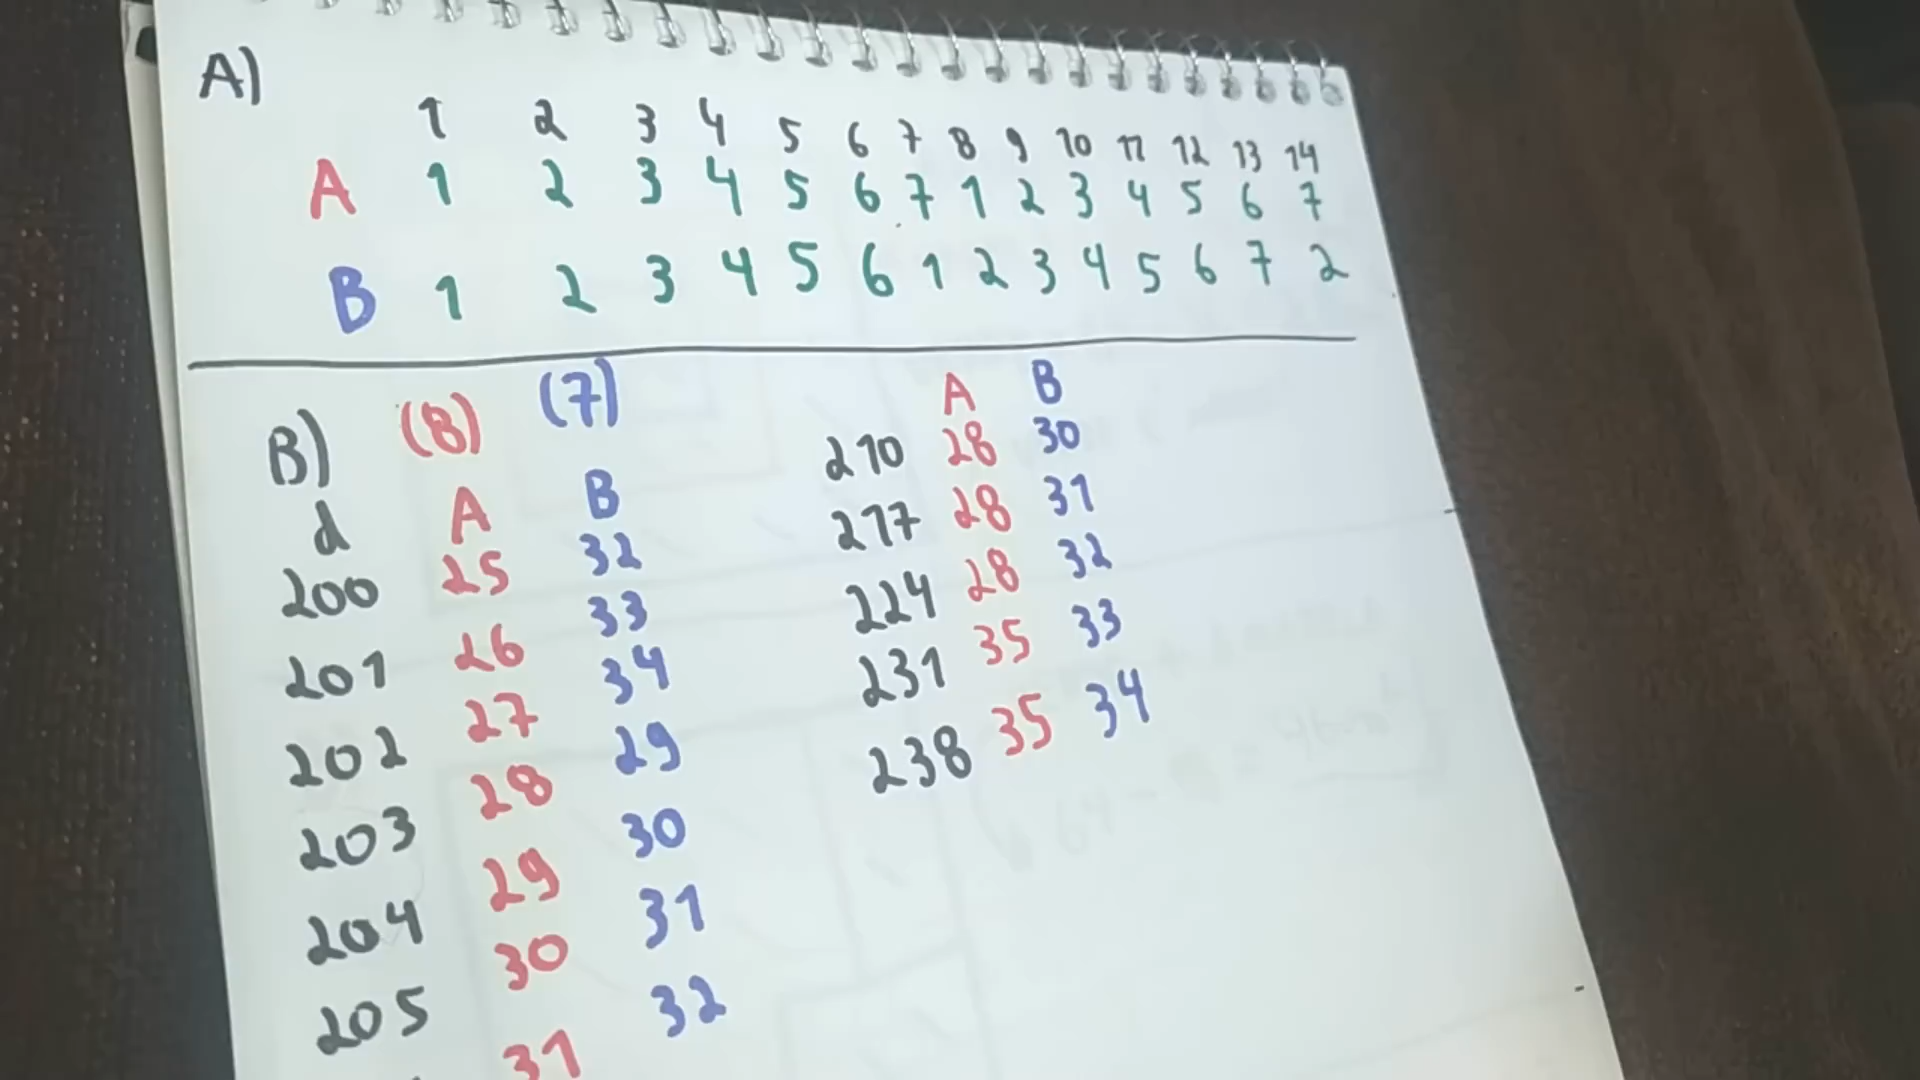 A)
1 2 3 4 5 6 7 8 9 10 11 12 13 14
A 1 2 3 4 5 6 7 1 2 3 4 5 6 7
B 1 2 3 4 5 6 1 2 3 4 5 6 7 2
B) (8) (7)
d A B
200 25 32
201 26 33
202 27 34
203 28 29
204 29 30
205 30 31
31 32
A B
210 28 30
217 28 31
224 28 32
231 35 33
238 35 34